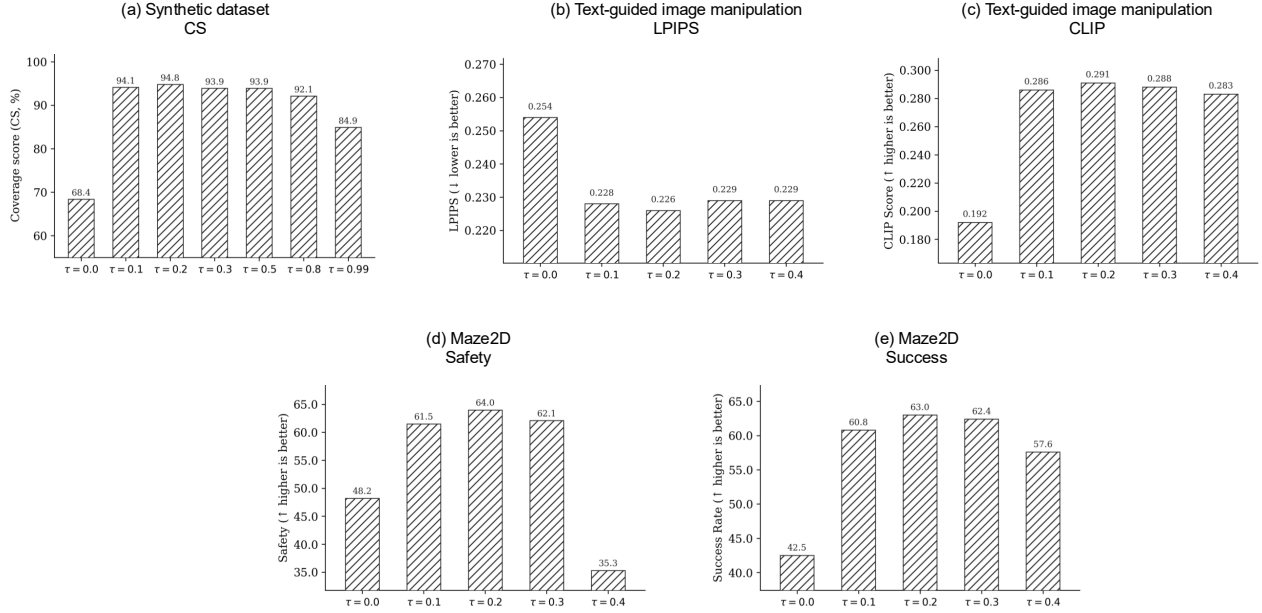 (a) Synthetic dataset
CS
Coverage score (CS, %)
100
90
80
70
60
68.4
94.1
94.8
93.9
93.9
92.1
84.9
τ = 0.0
τ = 0.1
τ = 0.2
τ = 0.3
τ = 0.5
τ = 0.8
τ = 0.99
(b) Text-guided image manipulation
LPIPS
LPIPS (↓ lower is better)
0.270
0.260
0.250
0.240
0.230
0.220
0.254
0.228
0.226
0.229
0.229
τ = 0.0
τ = 0.1
τ = 0.2
τ = 0.3
τ = 0.4
(c) Text-guided image manipulation
CLIP
CLIP Score (↑ higher is better)
0.300
0.280
0.260
0.240
0.220
0.200
0.180
0.192
0.286
0.291
0.288
0.283
τ = 0.0
τ = 0.1
τ = 0.2
τ = 0.3
τ = 0.4
(d) Maze2D
Safety
Safety (↑ higher is better)
65.0
60.0
55.0
50.0
45.0
40.0
35.0
48.2
61.5
64.0
62.1
35.3
τ = 0.0
τ = 0.1
τ = 0.2
τ = 0.3
τ = 0.4
(e) Maze2D
Success
Success Rate (↑ higher is better)
65.0
60.0
55.0
50.0
45.0
40.0
42.5
60.8
63.0
62.4
57.6
τ = 0.0
τ = 0.1
τ = 0.2
τ = 0.3
τ = 0.4